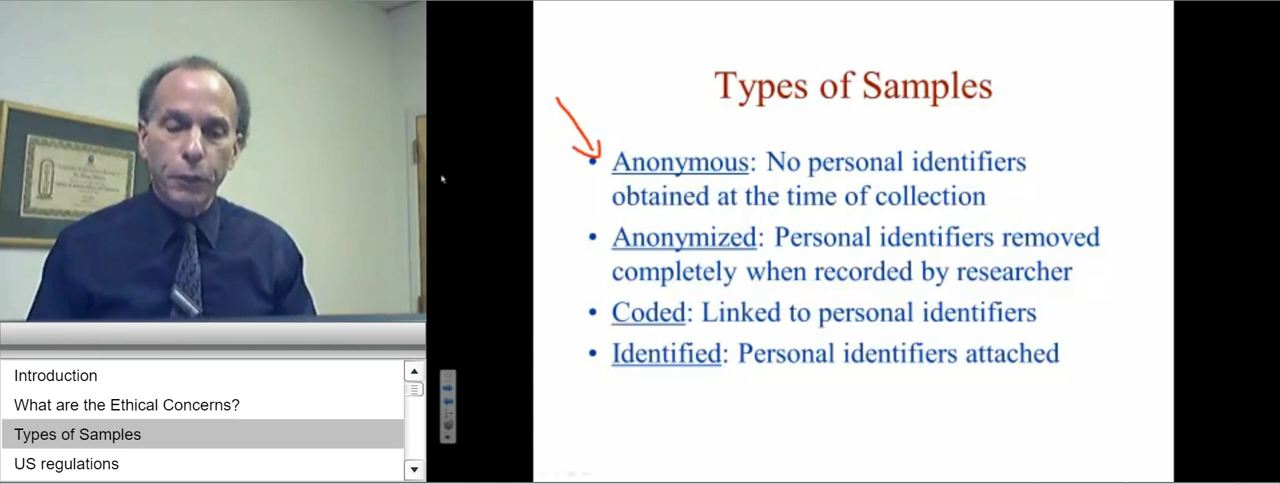 Types of Samples
• Anonymous: No personal identifiers
obtained at the time of collection
• Anonymized: Personal identifiers removed
completely when recorded by researcher
• Coded: Linked to personal identifiers
• Identified: Personal identifiers attached
Introduction
What are the Ethical Concerns?
Types of Samples
US regulations